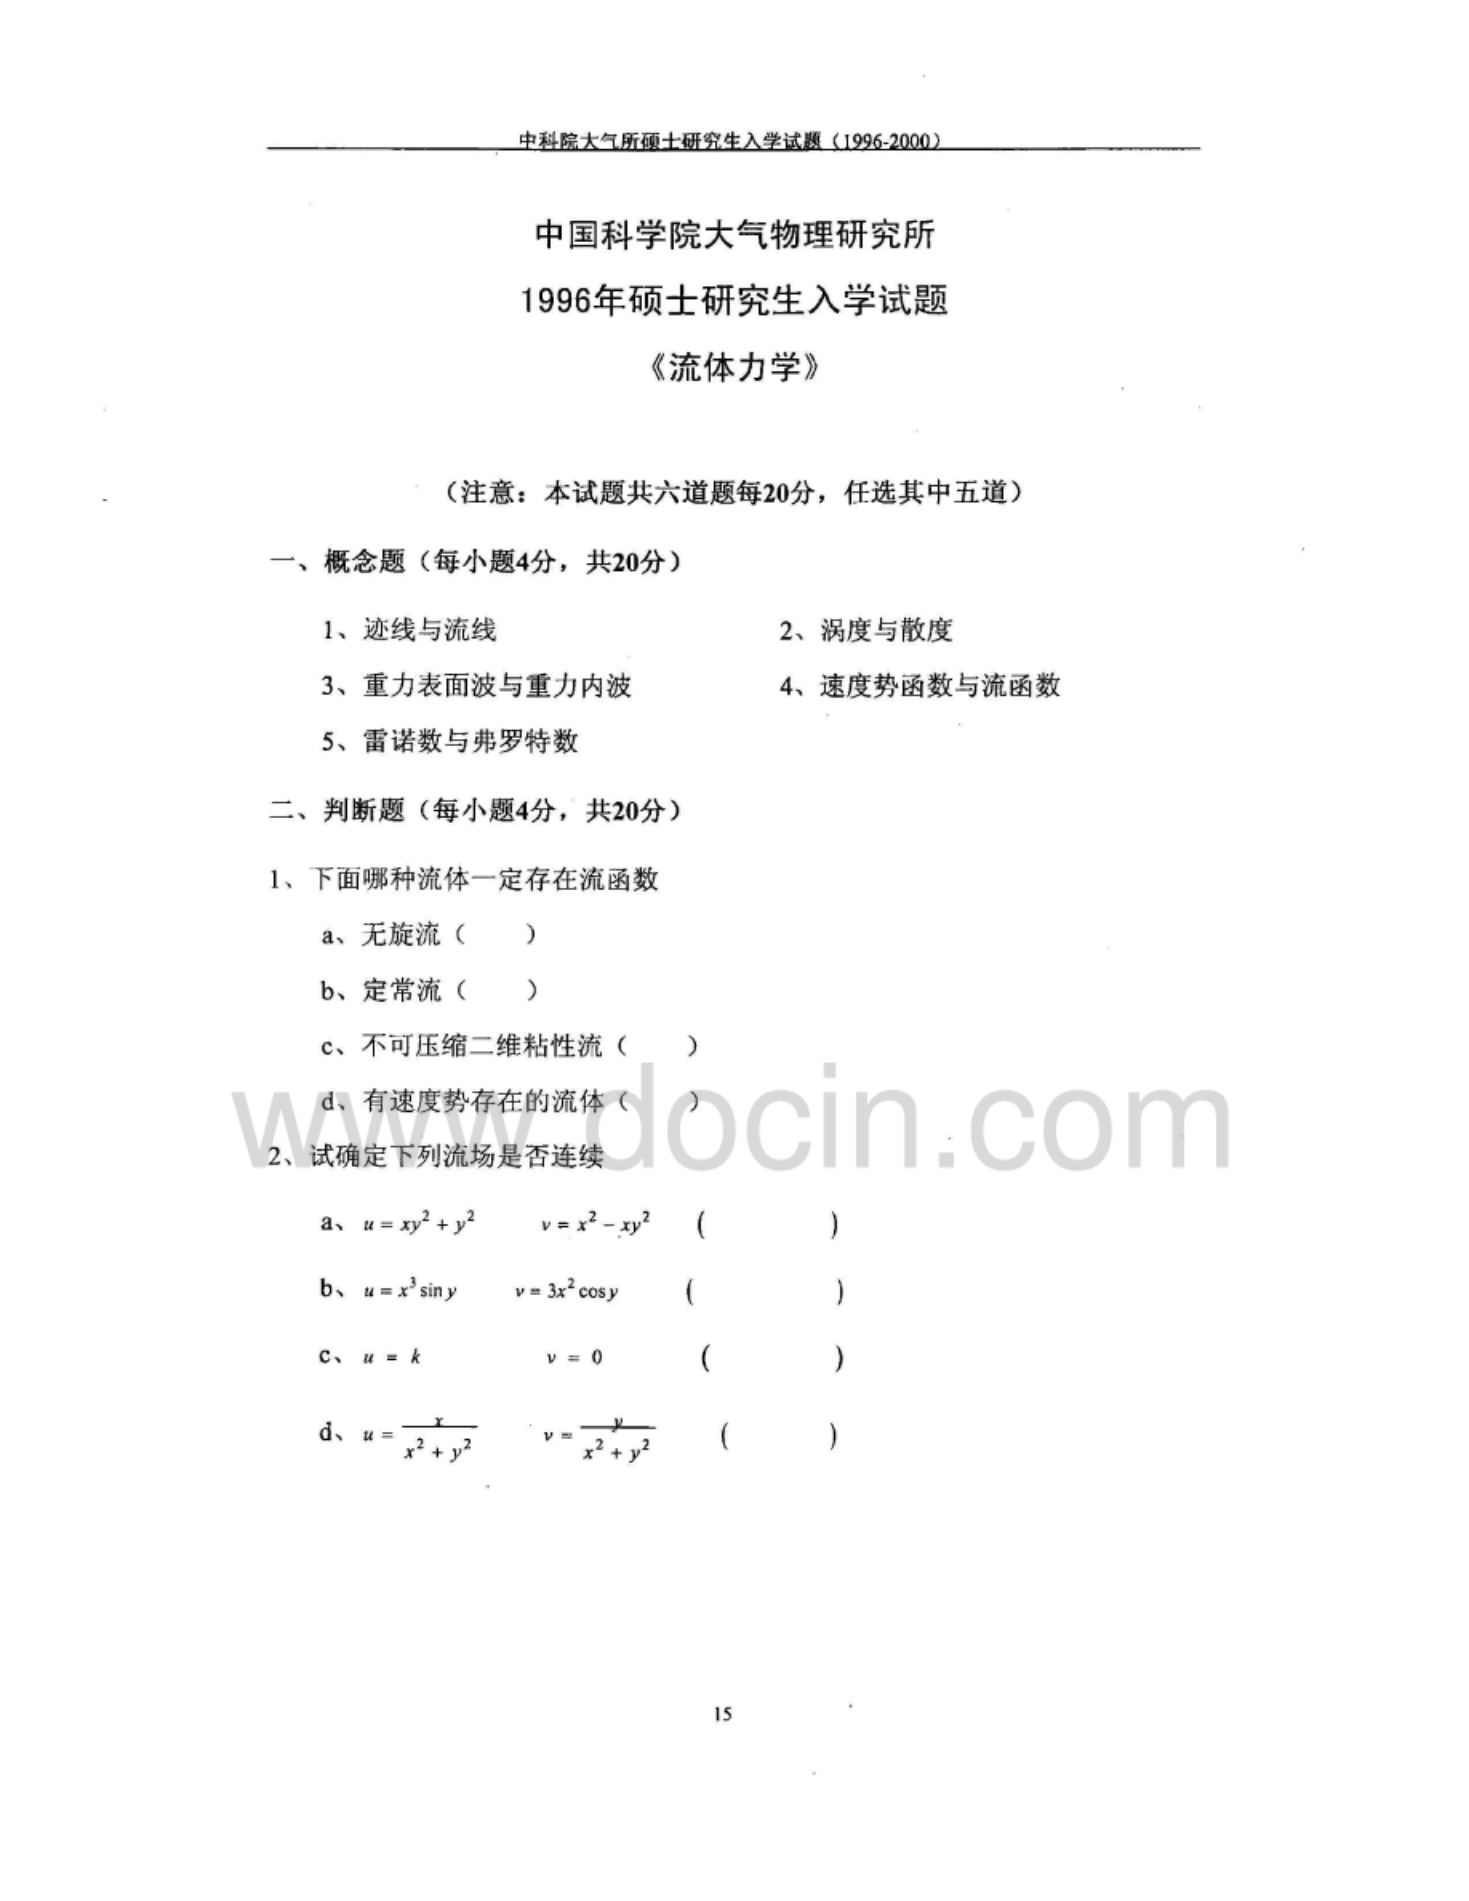 中科院大气所硕士研究生入学试题（1996-2000）
中国科学院大气物理研究所
1996年硕士研究生入学试题
《流体力学》
（注意：本试题共六道题每20分，任选其中五道）
一、概念题（每小题4分，共20分）
1、迹线与流线 2、涡度与散度
3、重力表面波与重力内波 4、速度势函数与流函数
5、雷诺数与弗罗特数
二、判断题（每小题4分，共20分）
1、下面哪种流体一定存在流函数
a、无旋流（ ）
b、定常流（ ）
c、不可压缩二维粘性流（ ）
d、有速度势存在的流体（ ）
www.docin.com
2、试确定下列流场是否连续
a、 u = xy² + y² v = x² − xy² ( )
b、 u = x³ sin y v = 3x² cos y ( )
c、 u = k v = 0 ( )
d、 u = x/(x² + y²) v = y/(x² + y²) ( )
15